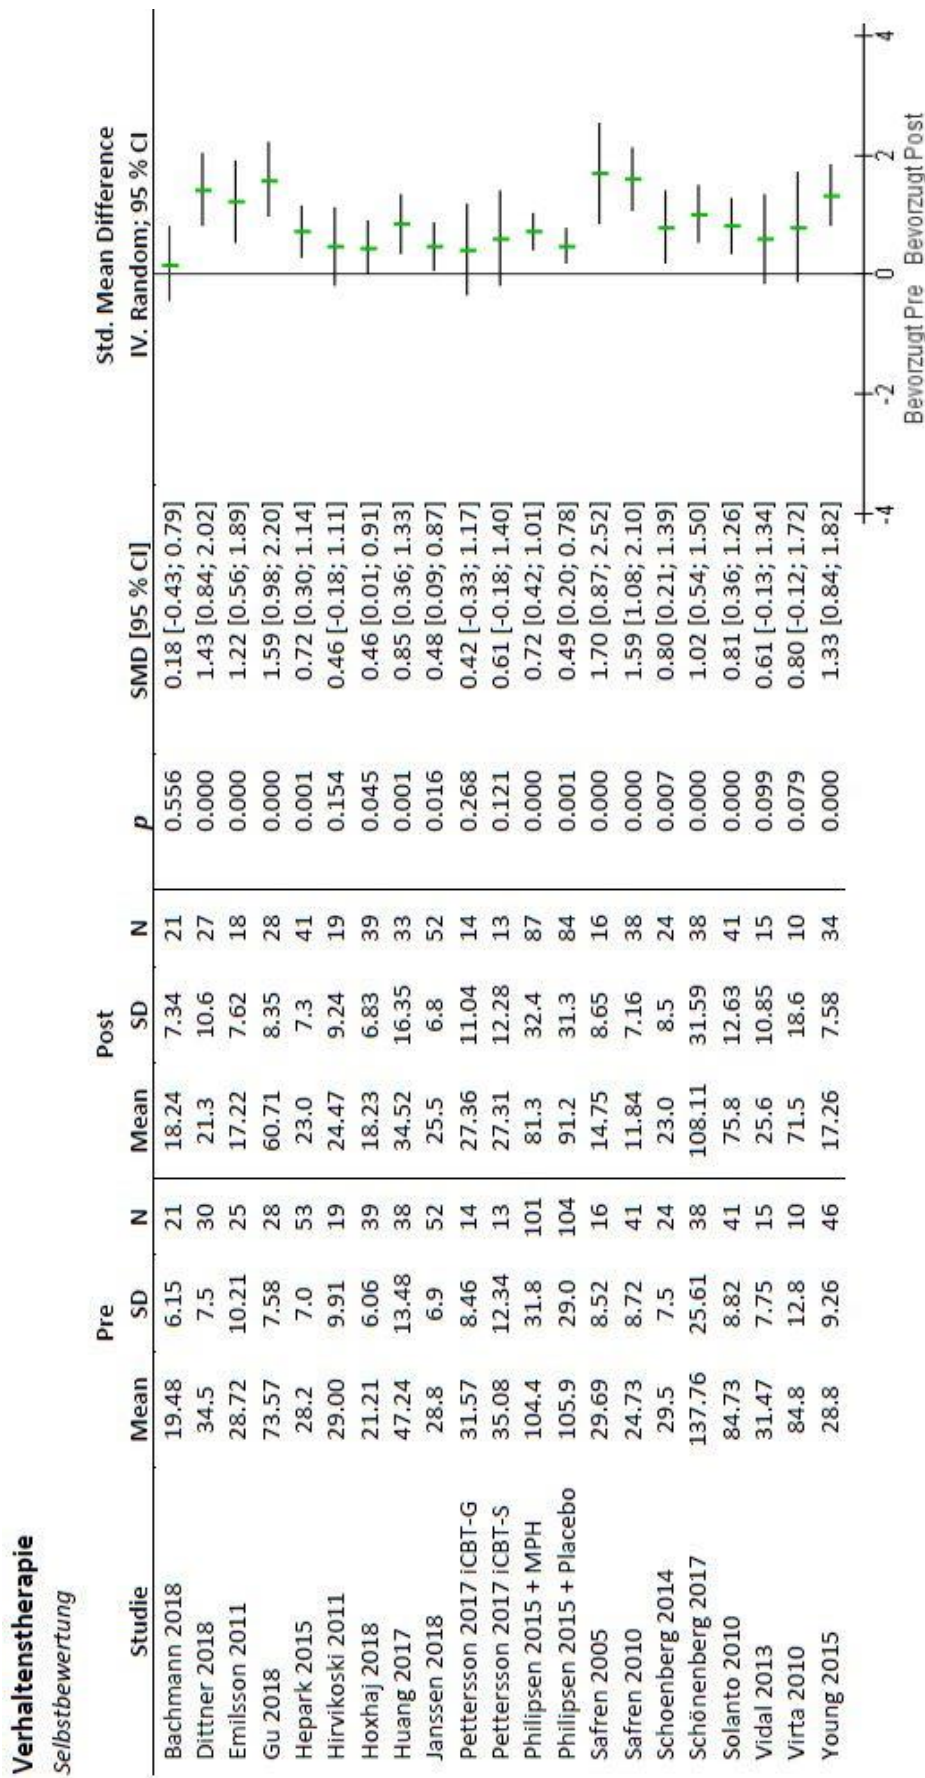 Verhaltenstherapie
Selbstbewertung
Pre Post Std. Mean Difference
Studie Mean SD N Mean SD N p SMD [95 % CI] IV. Random; 95 % CI
Bachmann 2018 19.48 6.15 21 18.24 7.34 21 0.556 0.18 [-0.43; 0.79]
Dittner 2018 34.5 7.5 30 21.3 10.6 27 0.000 1.43 [0.84; 2.02]
Emilsson 2011 28.72 10.21 25 17.22 7.62 18 0.000 1.22 [0.56; 1.89]
Gu 2018 73.57 7.58 28 60.71 8.35 28 0.000 1.59 [0.98; 2.20]
Hepark 2015 28.2 7.0 53 23.0 7.3 41 0.001 0.72 [0.30; 1.14]
Hirvikoski 2011 29.00 9.91 19 24.47 9.24 19 0.154 0.46 [-0.18; 1.11]
Hoxhaj 2018 21.21 6.06 39 18.23 6.83 39 0.045 0.46 [0.01; 0.91]
Huang 2017 47.24 13.48 38 34.52 16.35 33 0.001 0.85 [0.36; 1.33]
Janssen 2018 28.8 6.9 52 25.5 6.8 52 0.016 0.48 [0.09; 0.87]
Pettersson 2017 iCBT-G 31.57 8.46 14 27.36 11.04 14 0.268 0.42 [-0.33; 1.17]
Pettersson 2017 iCBT-S 35.08 12.34 13 27.31 12.28 13 0.121 0.61 [-0.18; 1.40]
Philipsen 2015 + MPH 104.4 31.8 101 81.3 32.4 87 0.000 0.72 [0.42; 1.01]
Philipsen 2015 + Placebo 105.9 29.0 104 91.2 31.3 84 0.001 0.49 [0.20; 0.78]
Safren 2005 29.69 8.52 16 14.75 8.65 16 0.000 1.70 [0.87; 2.52]
Safren 2010 24.73 8.72 41 11.84 7.16 38 0.000 1.59 [1.08; 2.10]
Schoenberg 2014 29.5 7.5 24 23.0 8.5 24 0.007 0.80 [0.21; 1.39]
Schönenberg 2017 137.76 25.61 38 108.11 31.59 38 0.000 1.02 [0.54; 1.50]
Solanto 2010 84.73 8.82 41 75.8 12.63 41 0.000 0.81 [0.36; 1.26]
Vidal 2013 31.47 7.75 15 25.6 10.85 15 0.099 0.61 [-0.13; 1.34]
Virta 2010 84.8 12.8 10 71.5 18.6 10 0.079 0.80 [-0.12; 1.72]
Young 2015 28.8 9.26 46 17.26 7.58 34 0.000 1.33 [0.84; 1.82]
-4 -2 0 2 4
Bevorzugt Pre Bevorzugt Post